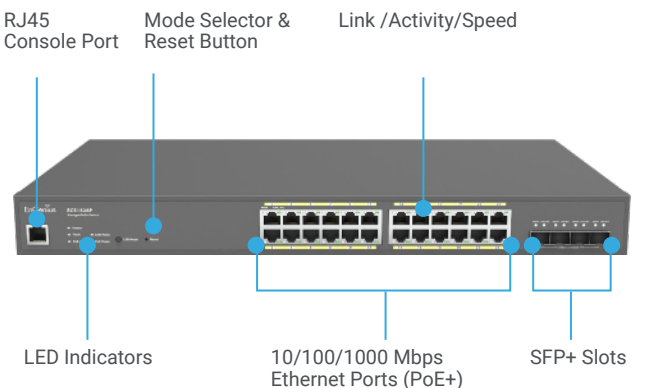 RJ45
Console Port
Mode Selector &
Reset Button
Link /Activity/Speed
LED Indicators
10/100/1000 Mbps
Ethernet Ports (PoE+)
SFP+ Slots